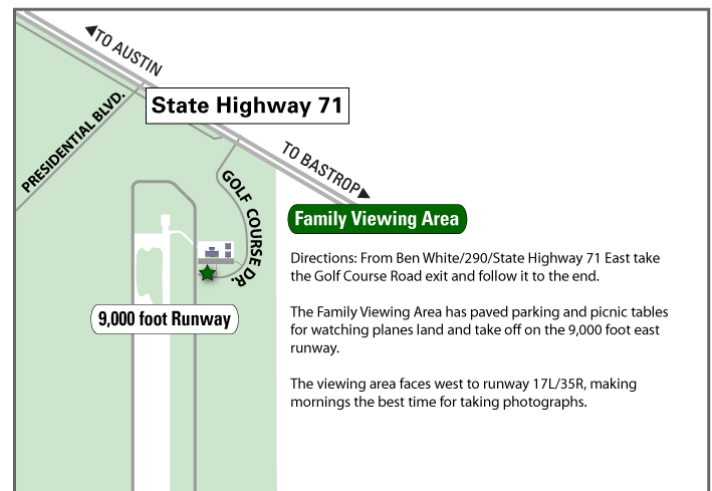 ◀TO AUSTIN
PRESIDENTIAL BLVD.
State Highway 71
TO BASTROP▶
GOLF COURSE DR.
Family Viewing Area
Directions: From Ben White/290/State Highway 71 East take
the Golf Course Road exit and follow it to the end.
The Family Viewing Area has paved parking and picnic tables
for watching planes land and take off on the 9,000 foot east
runway.
The viewing area faces west to runway 17L/35R, making
mornings the best time for taking photographs.
9,000 foot Runway